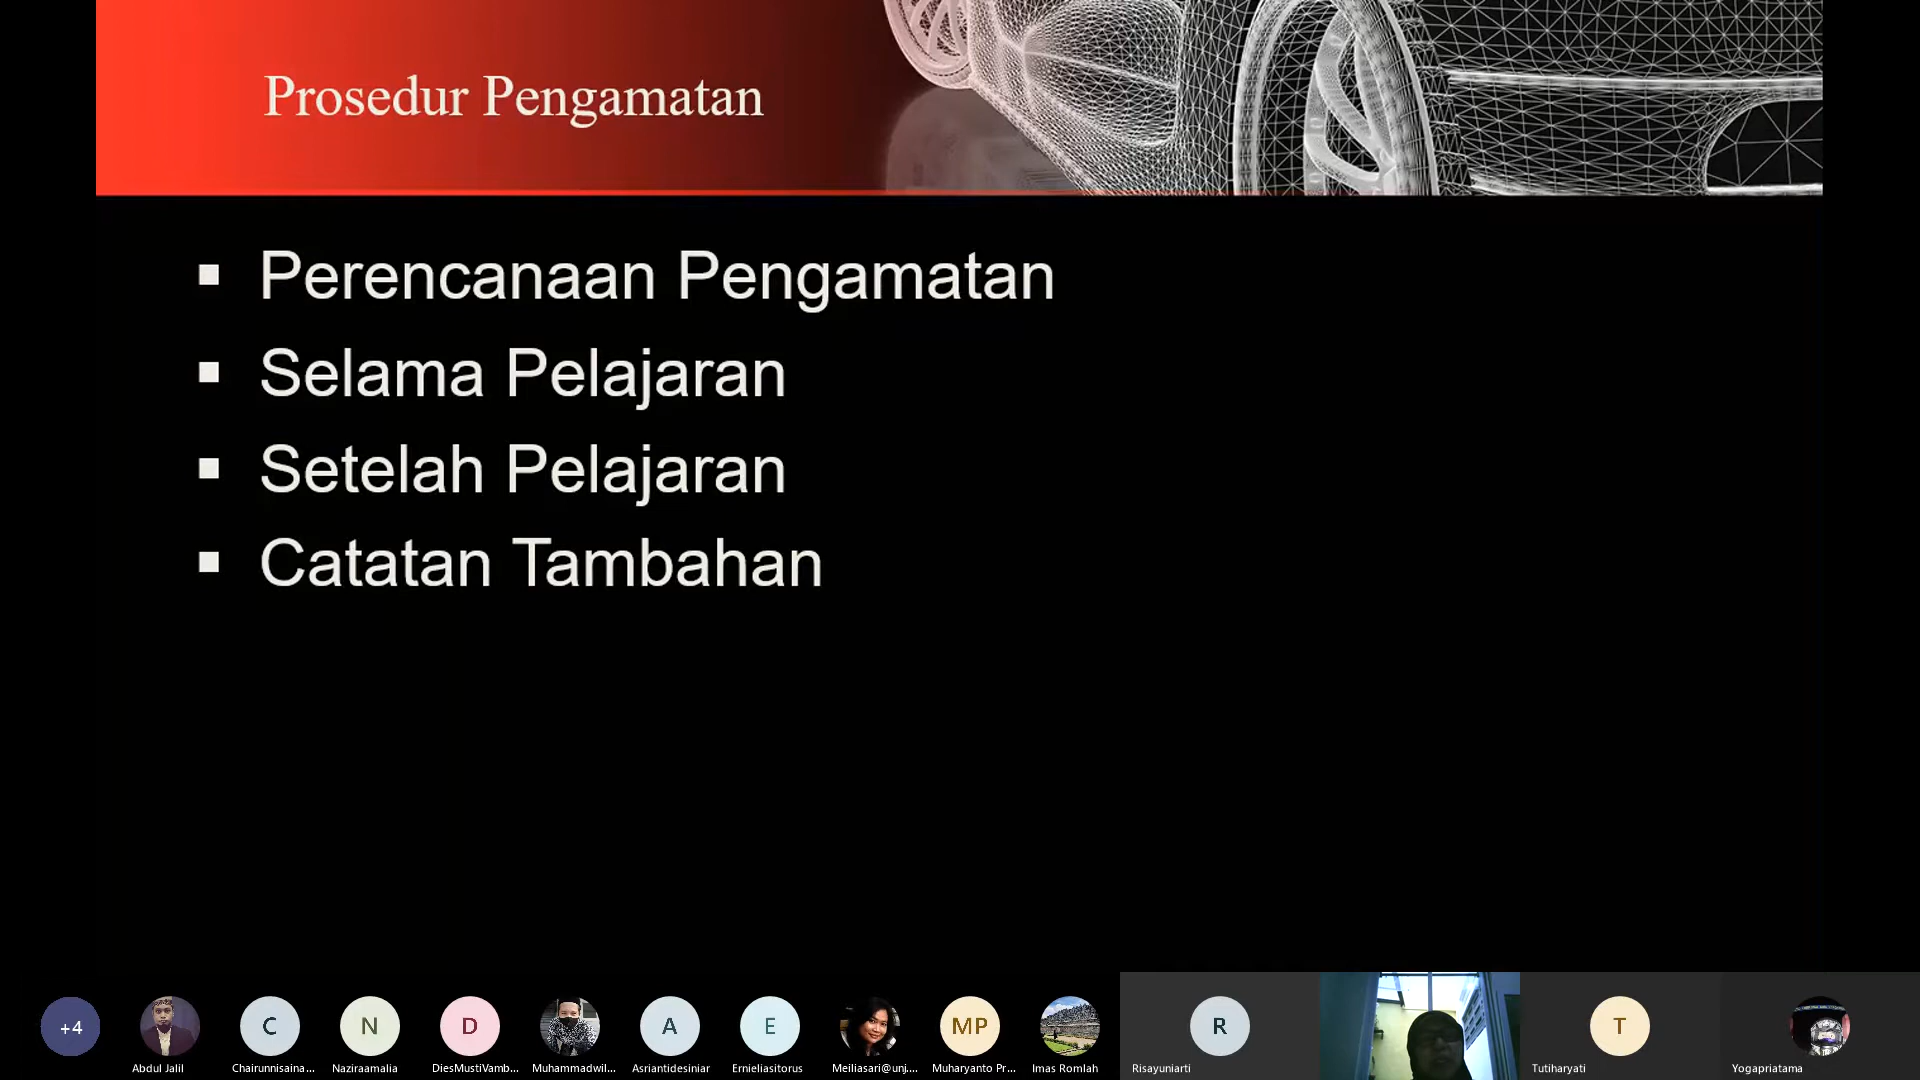 Prosedur Pengamatan
▪ Perencanaan Pengamatan
▪ Selama Pelajaran
▪ Setelah Pelajaran
▪ Catatan Tambahan
+4
C
N
D
A
E
MP
R
T
Abdul Jalil
Chairunnisaina...
Naziraamalia
DiesMustiVamb...
Muhammadwil...
Asriantidesiniar
Ernieliasitorus
Meiliasari@unj....
Muharyanto Pr...
Imas Romlah
Risayuniarti
Tutiharyati
Yogapriatama